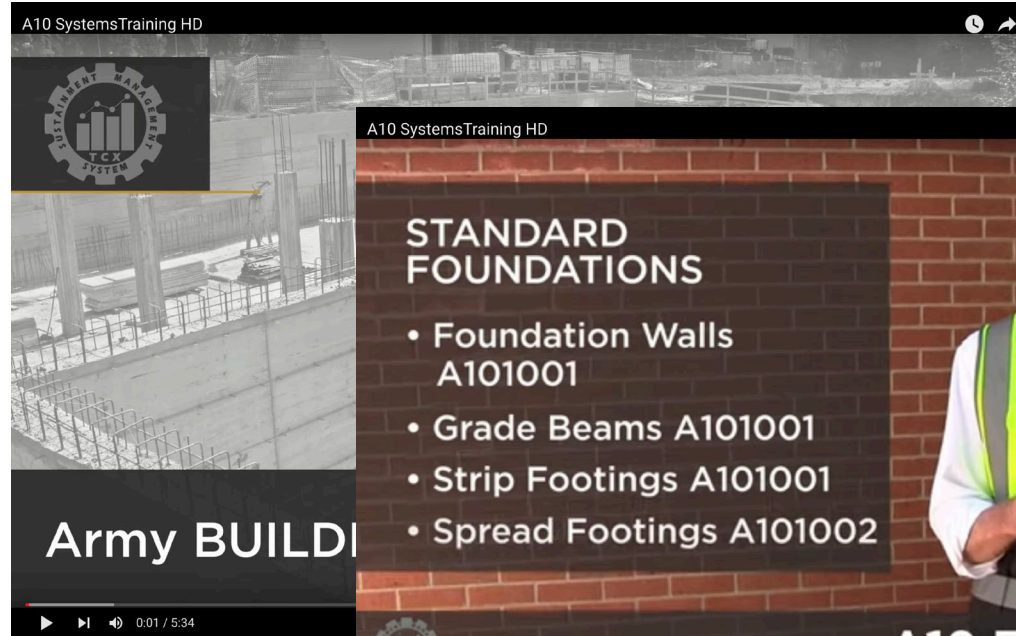 A10 SystemsTraining HD
SUSTAINMENT MANAGEMENT
SYSTEM
TCX
Army BUILD
0:01 / 5:34
A10 SystemsTraining HD
STANDARD
FOUNDATIONS
• Foundation Walls
A101001
• Grade Beams A101001
• Strip Footings A101001
• Spread Footings A101002